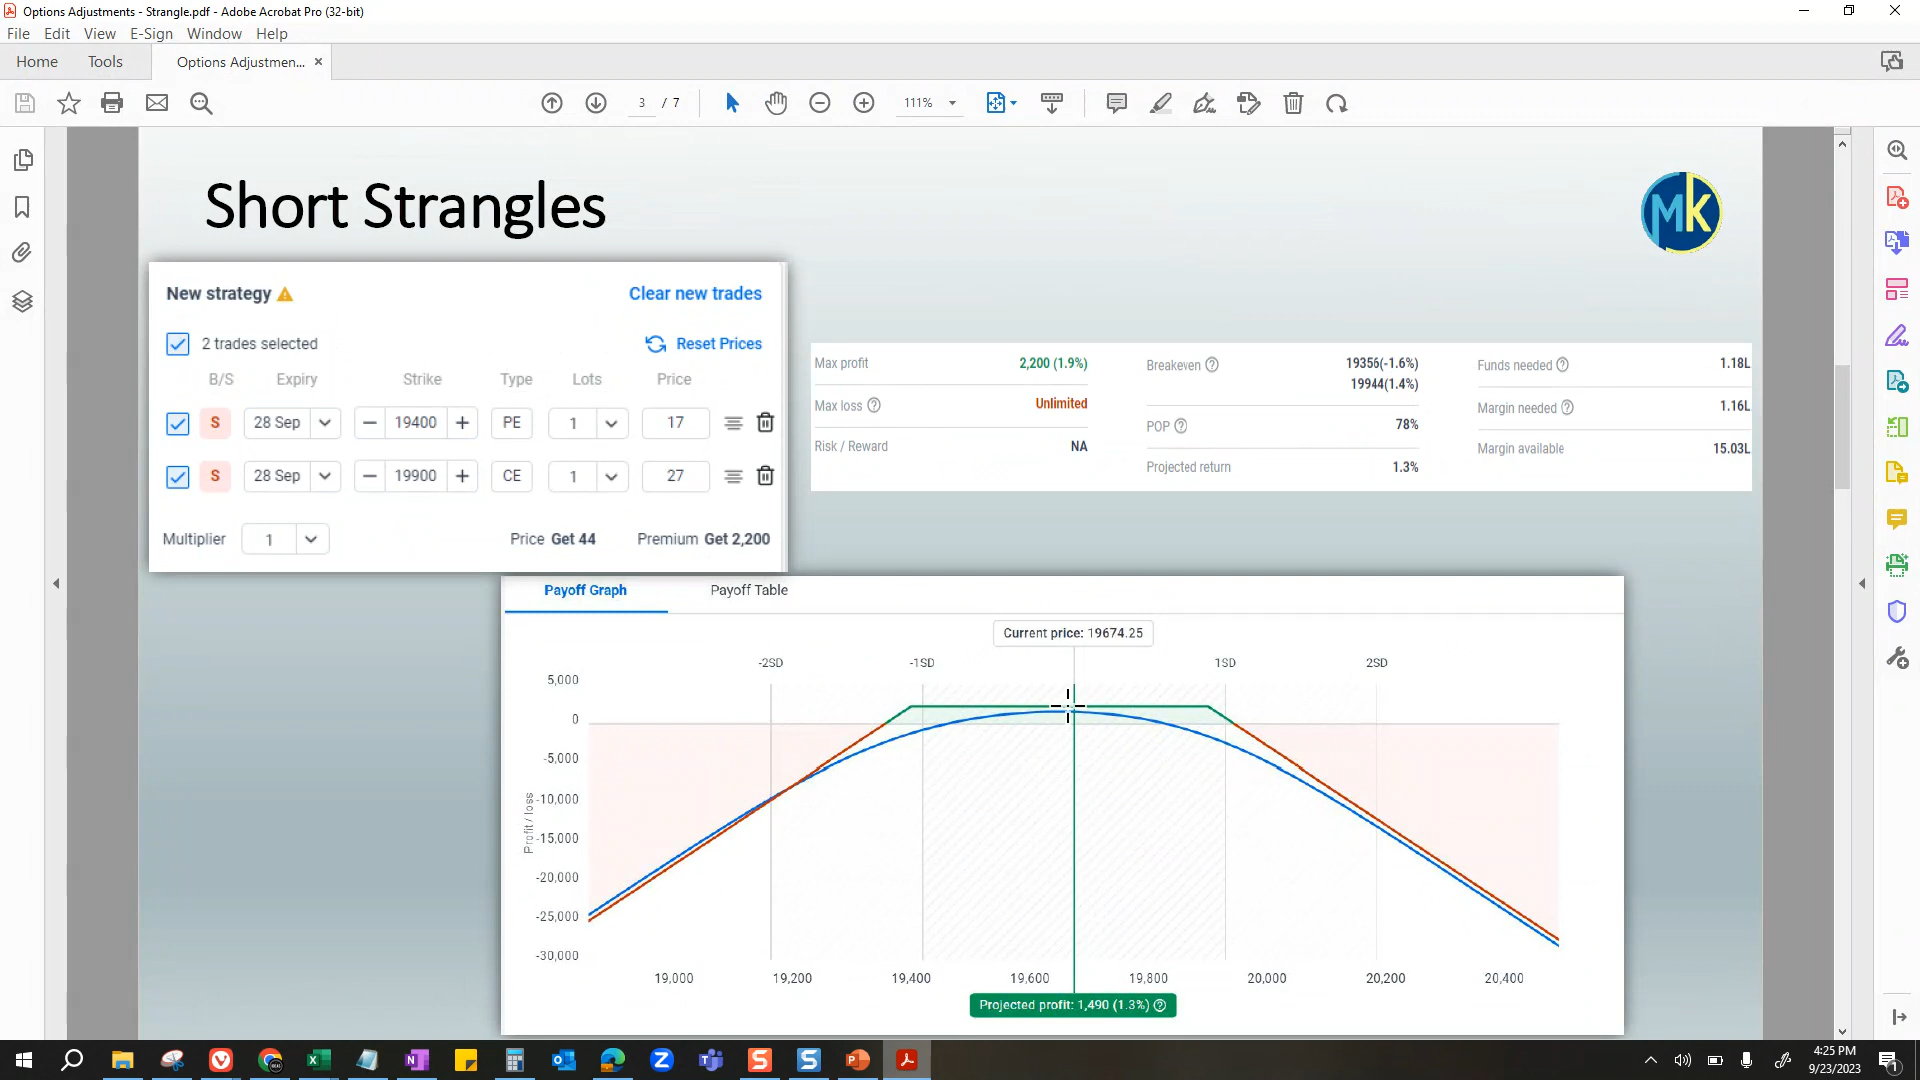 Options Adjustments - Strangle.pdf - Adobe Acrobat Pro (32-bit)
File Edit View E-Sign Window Help
Home Tools Options Adjustmen... ×
3 / 7 111%
Short Strangles
MK
New strategy Clear new trades
2 trades selected Reset Prices
B/S Expiry Strike Type Lots Price
S 28 Sep − 19400 + PE 1 17
S 28 Sep − 19900 + CE 1 27
Multiplier 1 Price Get 44 Premium Get 2,200
Max profit 2,200 (1.9%)
Max loss Unlimited
Risk / Reward NA
Breakeven 19356(-1.6%)
19944(1.4%)
POP 78%
Projected return 1.3%
Funds needed 1.18L
Margin needed 1.16L
Margin available 15.03L
Payoff Graph Payoff Table
Current price: 19674.25
-2SD -1SD 1SD 2SD
5,000
0
-5,000
-10,000
-15,000
-20,000
-25,000
-30,000
Profit / loss
19,000 19,200 19,400 19,600 19,800 20,000 20,200 20,400
Projected profit: 1,490 (1.3%)
4:25 PM
9/23/2023